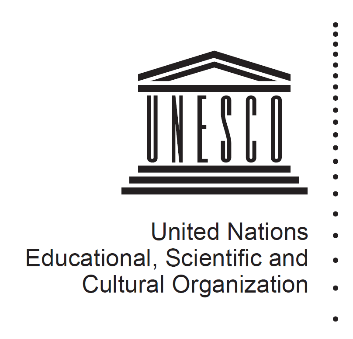 UNESCO
United Nations
Educational, Scientific and
Cultural Organization